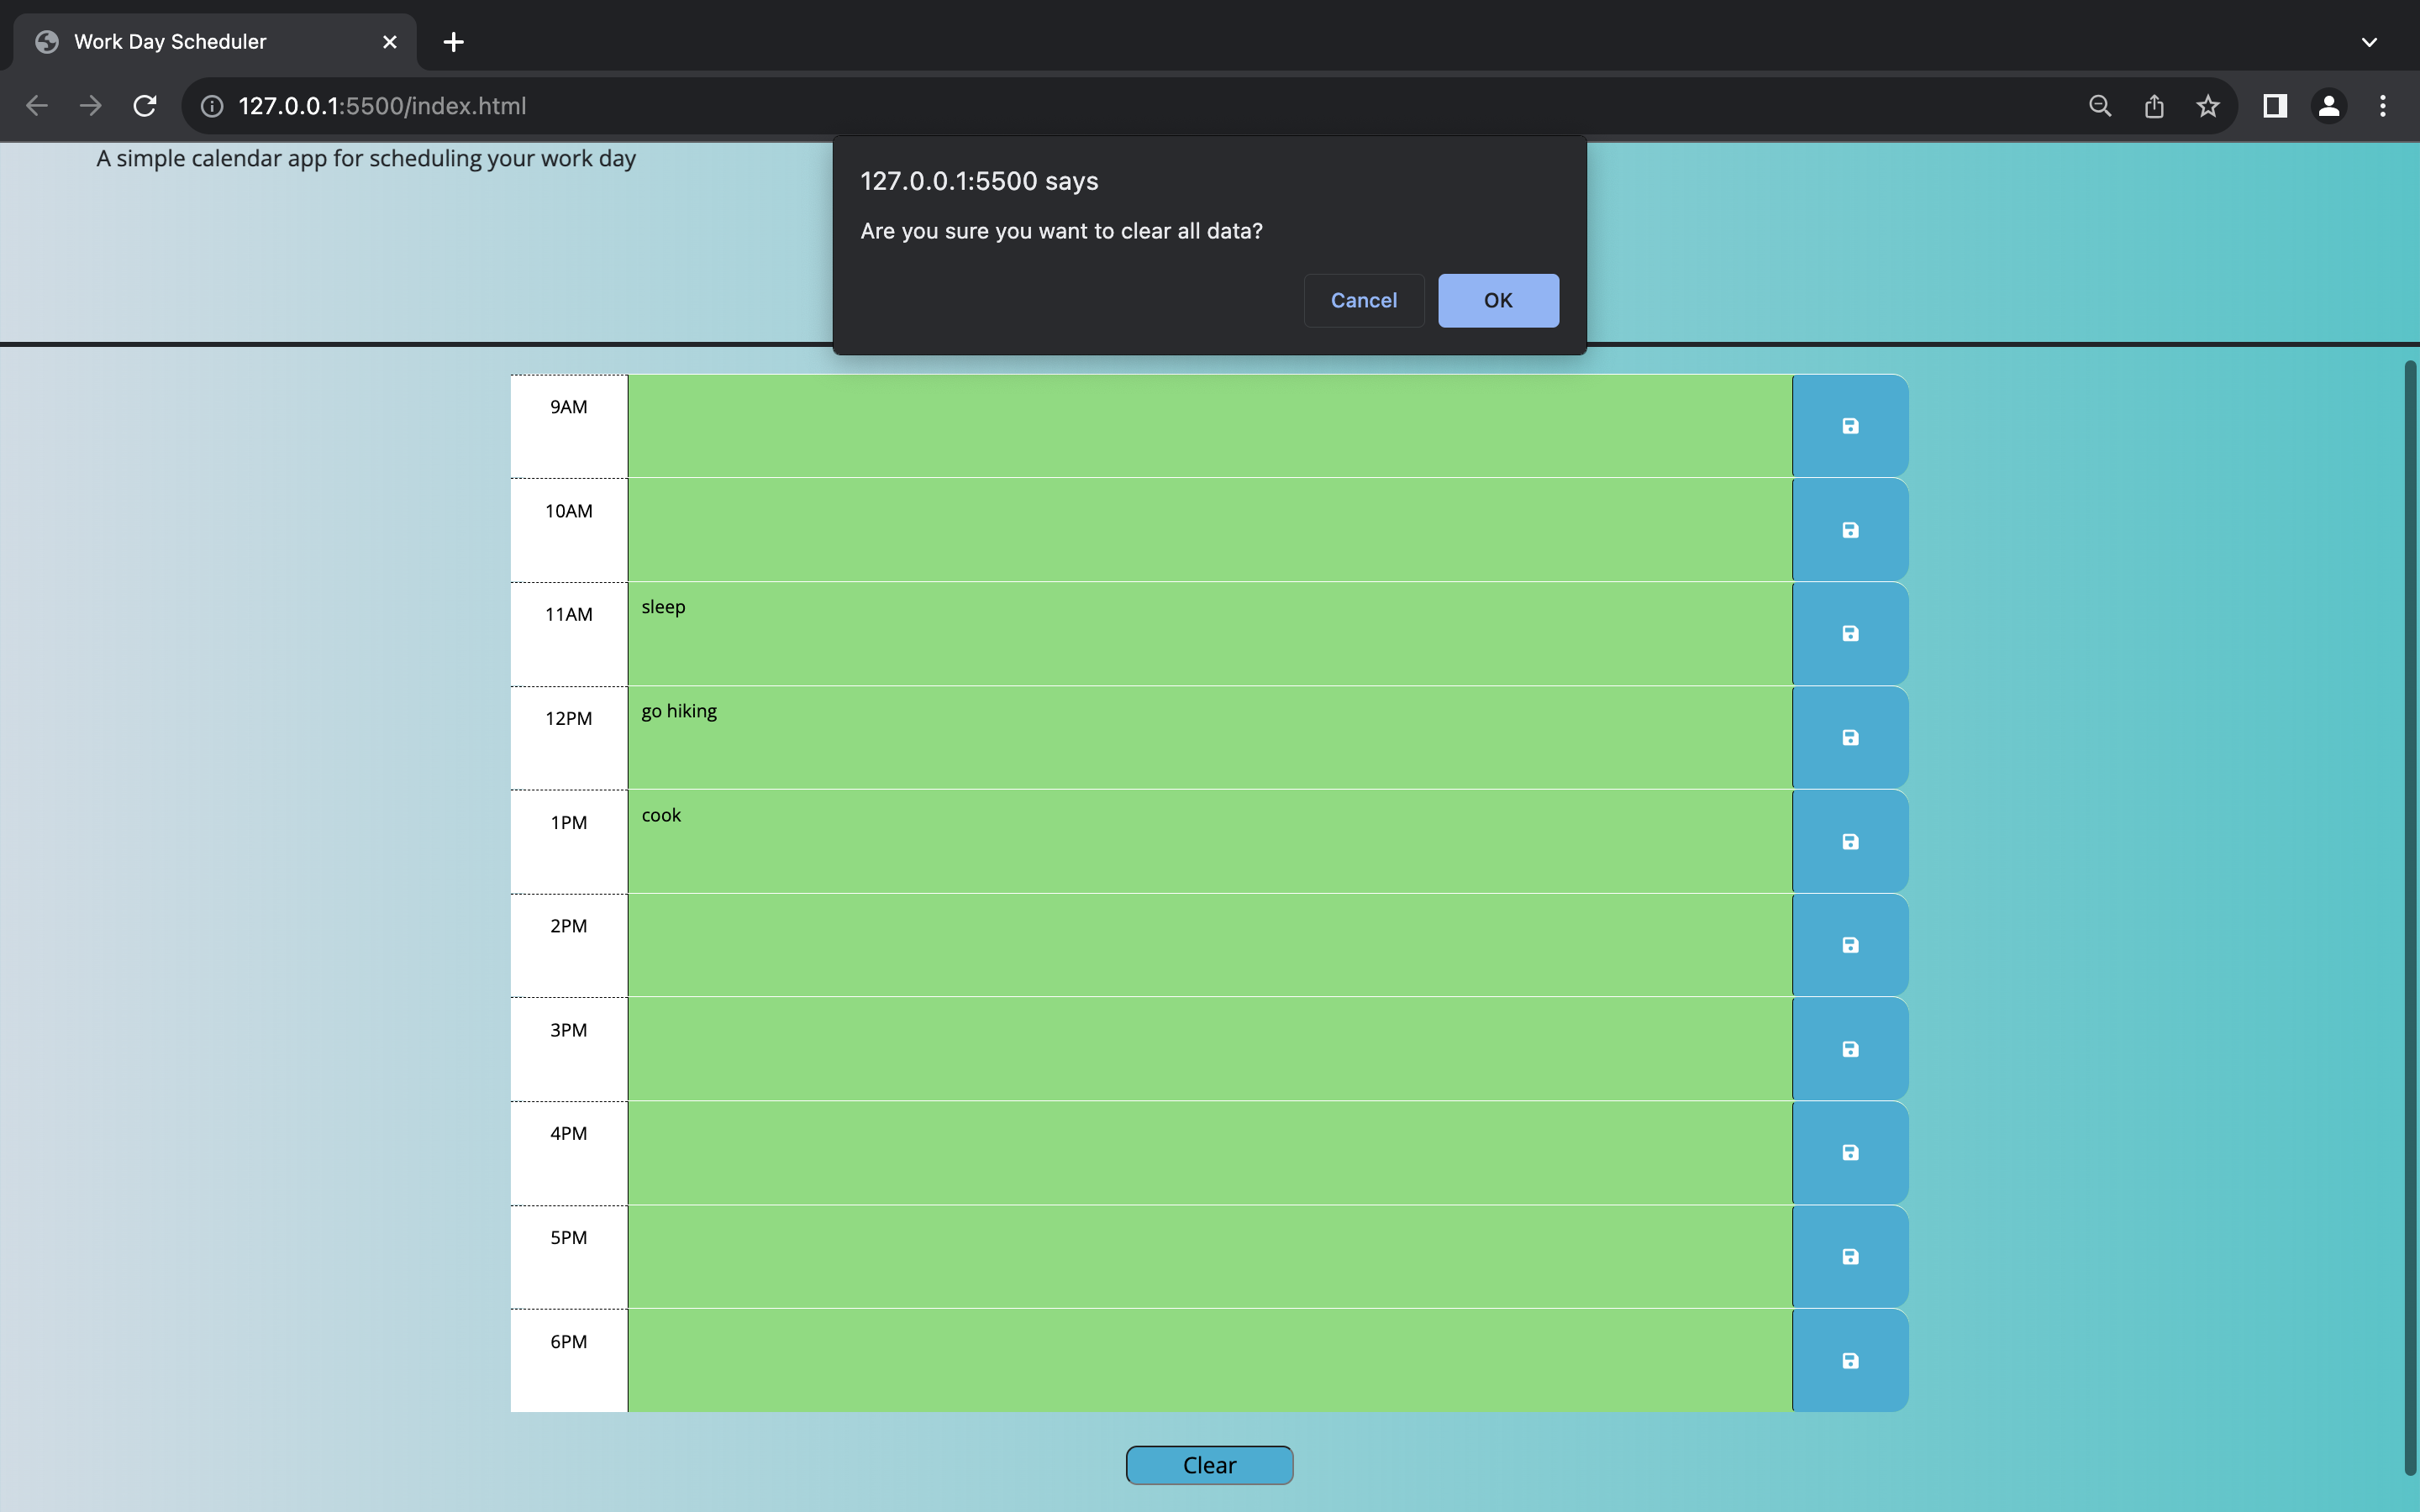 Work Day Scheduler
127.0.0.1:5500/index.html
A simple calendar app for scheduling your work day
127.0.0.1:5500 says
Are you sure you want to clear all data?
Cancel
OK
9AM
10AM
11AM
sleep
12PM
go hiking
1PM
cook
2PM
3PM
4PM
5PM
6PM
Clear